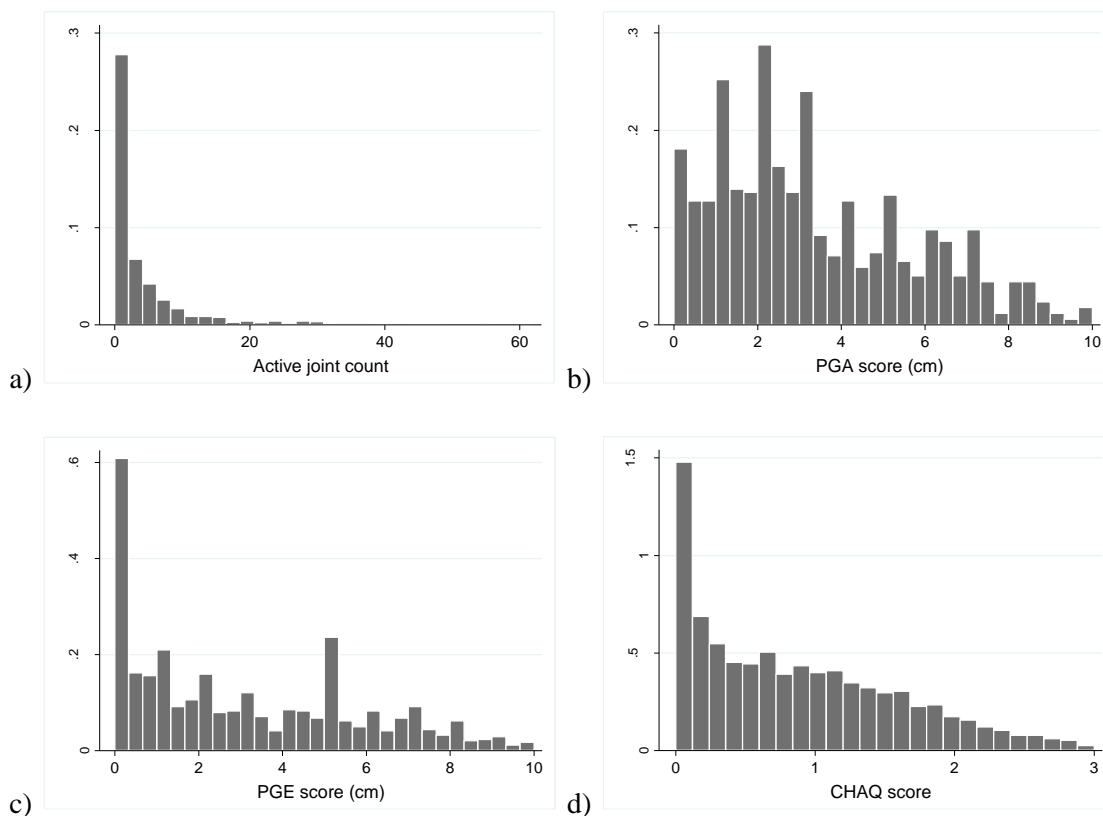 .3
.2
.1
0
0 20 40 60
Active joint count
a)
.3
.2
.1
0
0 2 4 6 8 10
PGA score (cm)
b)
.6
.4
.2
0
0 2 4 6 8 10
PGE score (cm)
c)
1.5
1
.5
0
0 1 2 3
CHAQ score
d)